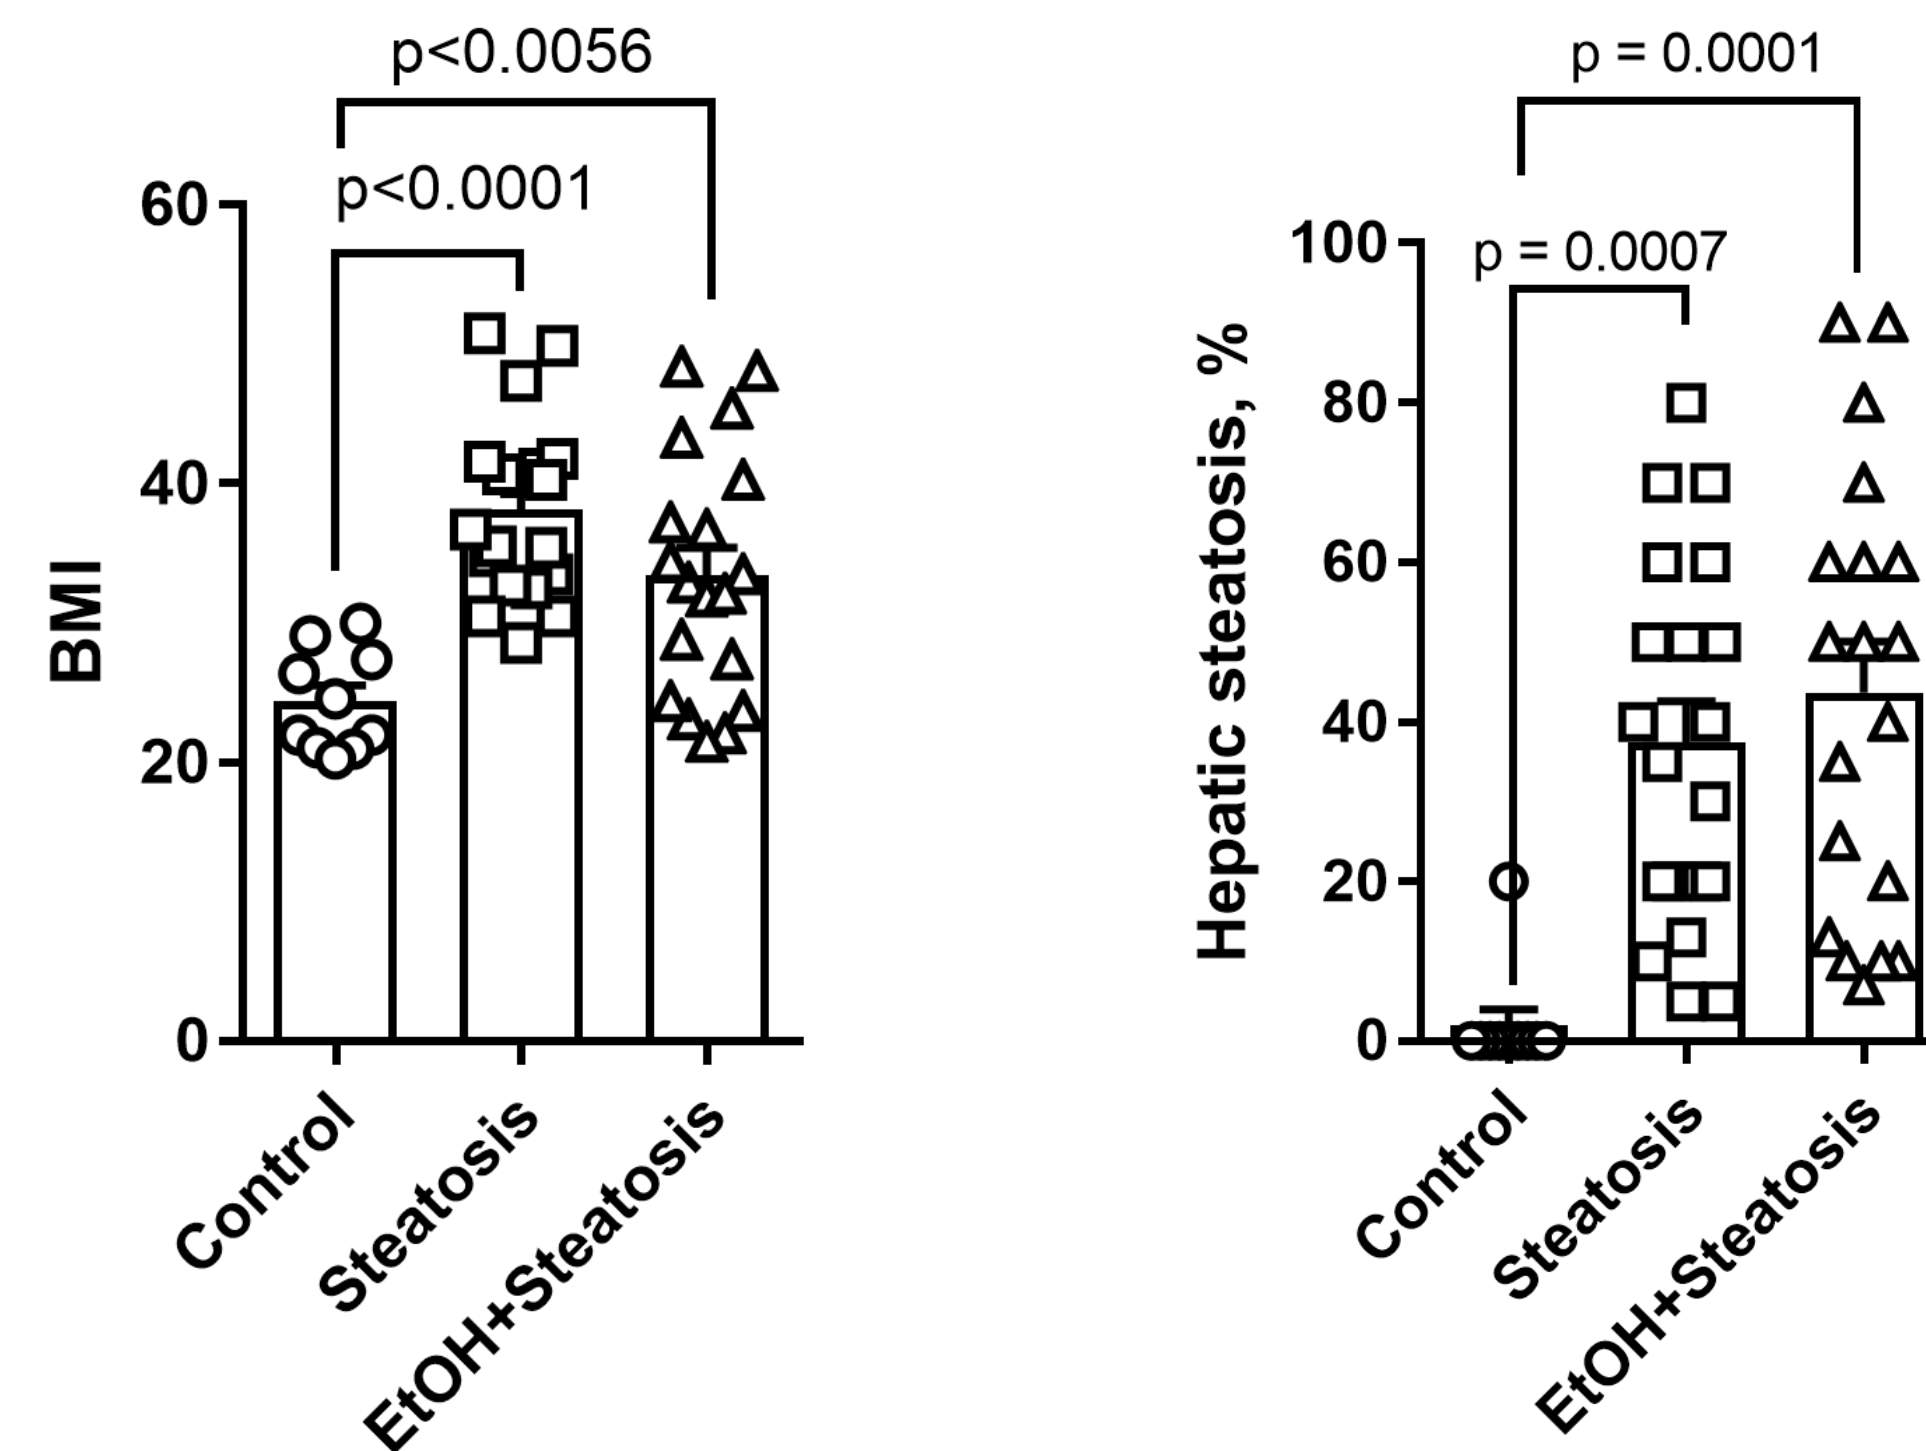 p<0.0056
p<0.0001
60
40
20
0
BMI
Control
Steatosis
EtOH+Steatosis
p = 0.0001
p = 0.0007
100
80
60
40
20
0
Hepatic steatosis, %
Control
Steatosis
EtOH+Steatosis